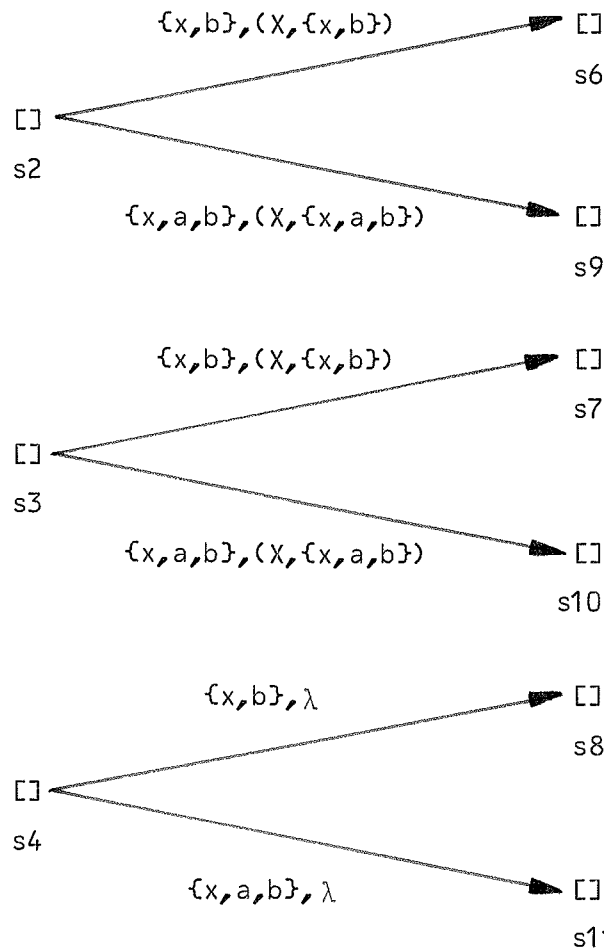 {x,b},(X,{x,b})
[]
s6
[]
s2
{x,a,b},(X,{x,a,b})
[]
s9
{x,b},(X,{x,b})
[]
s7
[]
s3
{x,a,b},(X,{x,a,b})
[]
s10
{x,b},λ
[]
s8
[]
s4
{x,a,b},λ
[]